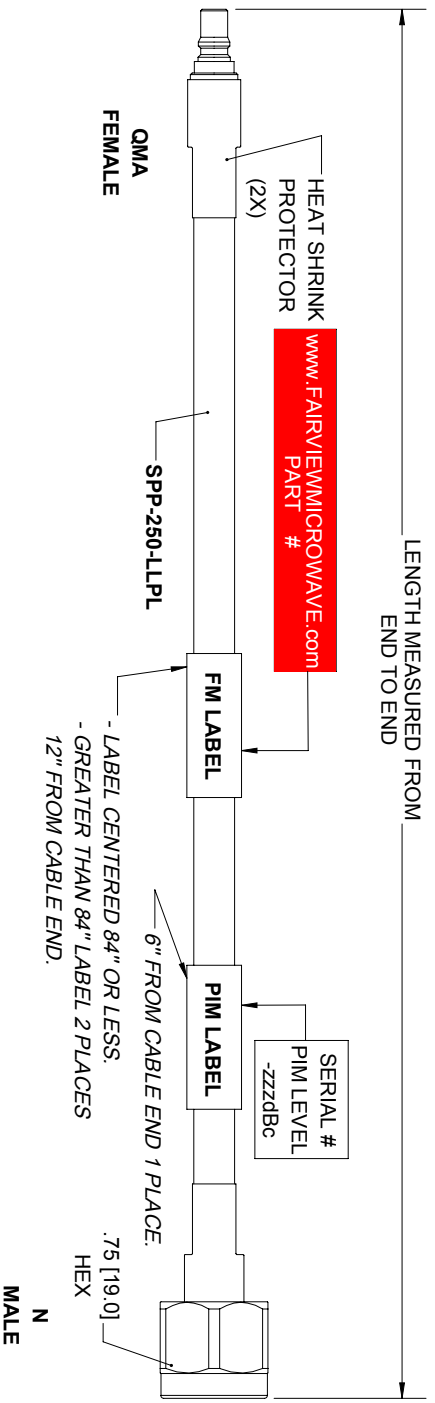 LENGTH MEASURED FROM
END TO END
HEAT SHRINK
PROTECTOR
(2X)
www.FAIRVIEWMICROWAVE.com
PART #
SERIAL #
PIM LEVEL
-zzzdBc
QMA
FEMALE
SPP-250-LLPL
FM LABEL
PIM LABEL
6" FROM CABLE END 1 PLACE.
- LABEL CENTERED 84" OR LESS.
- GREATER THAN 84" LABEL 2 PLACES
12" FROM CABLE END.
.75 [19.0]
HEX
N
MALE